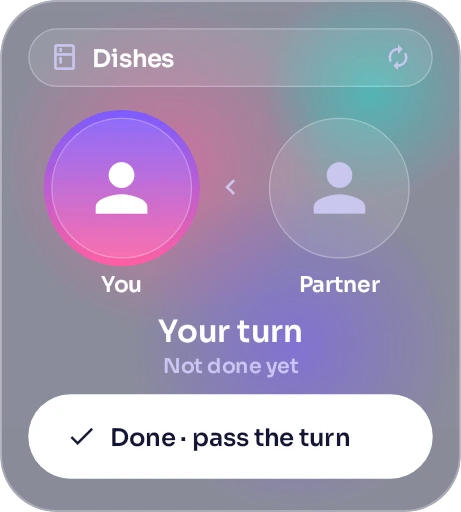 Dishes
You
Partner
Your turn
Not done yet
Done · pass the turn